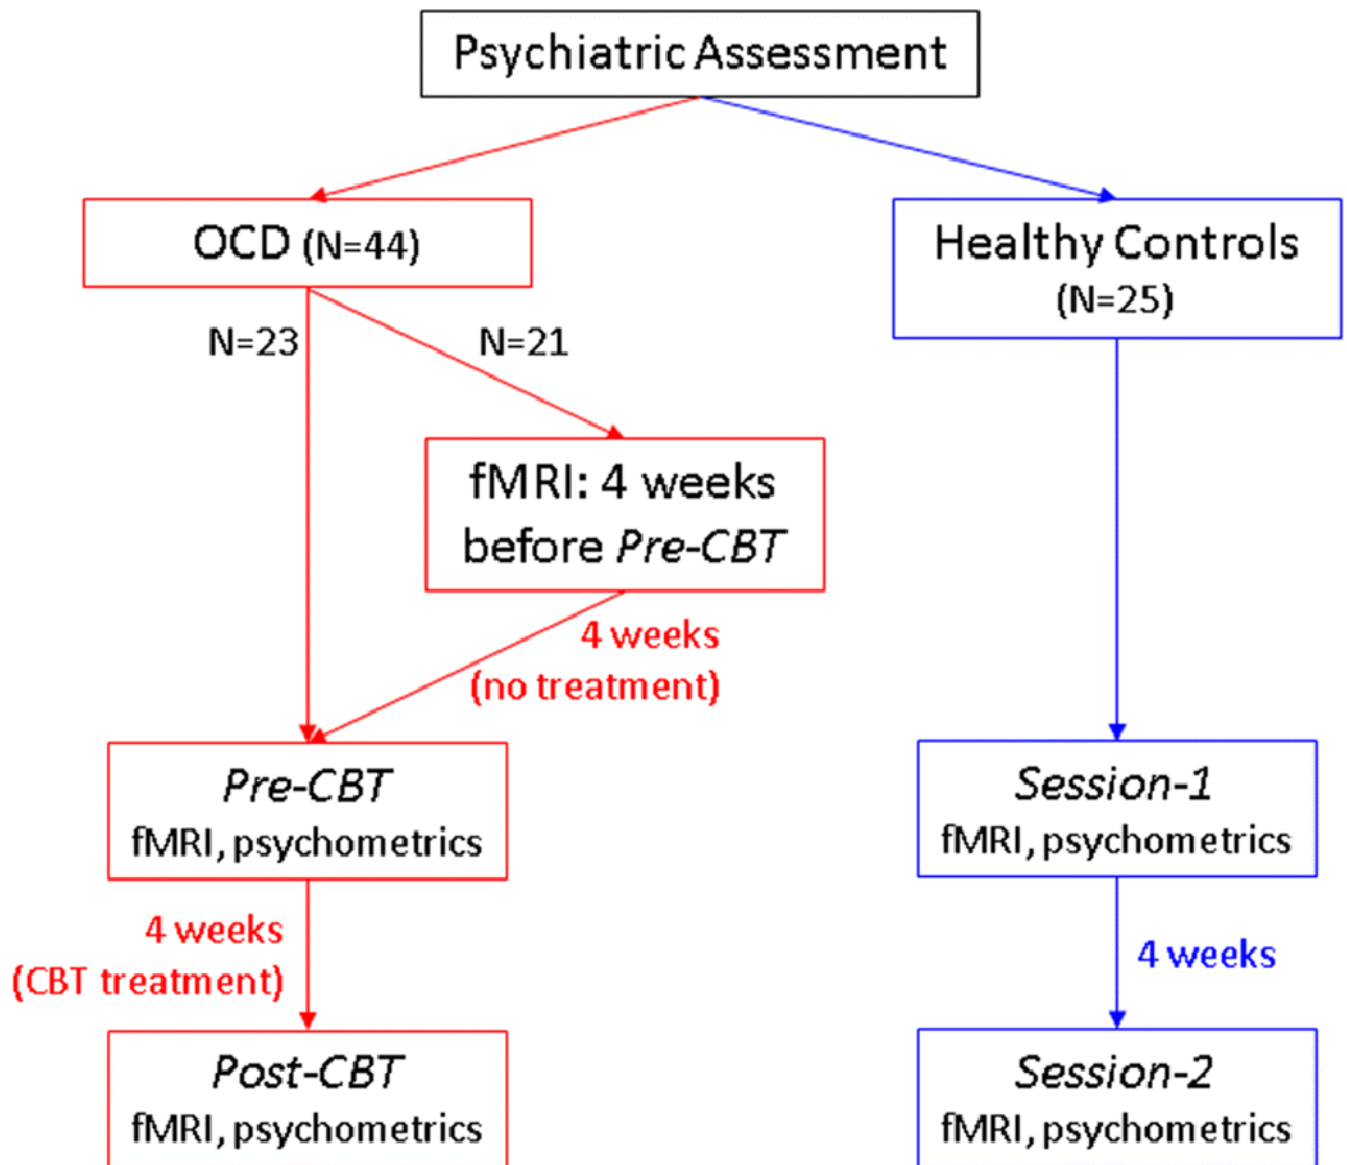 Psychiatric Assessment
OCD (N=44)
Healthy Controls
(N=25)
N=23
N=21
fMRI: 4 weeks
before Pre-CBT
4 weeks
(no treatment)
Pre-CBT
fMRI, psychometrics
Session-1
fMRI, psychometrics
4 weeks
(CBT treatment)
4 weeks
Post-CBT
fMRI, psychometrics
Session-2
fMRI, psychometrics